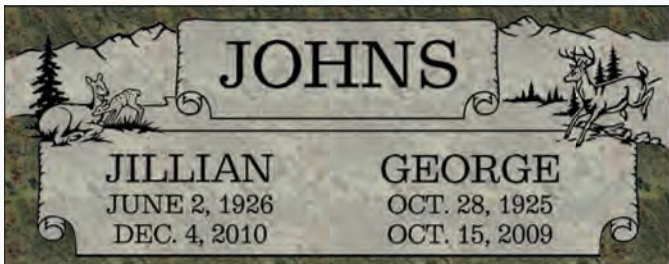 JOHNS
JILLIAN
JUNE 2, 1926
DEC. 4, 2010
GEORGE
OCT. 28, 1925
OCT. 15, 2009